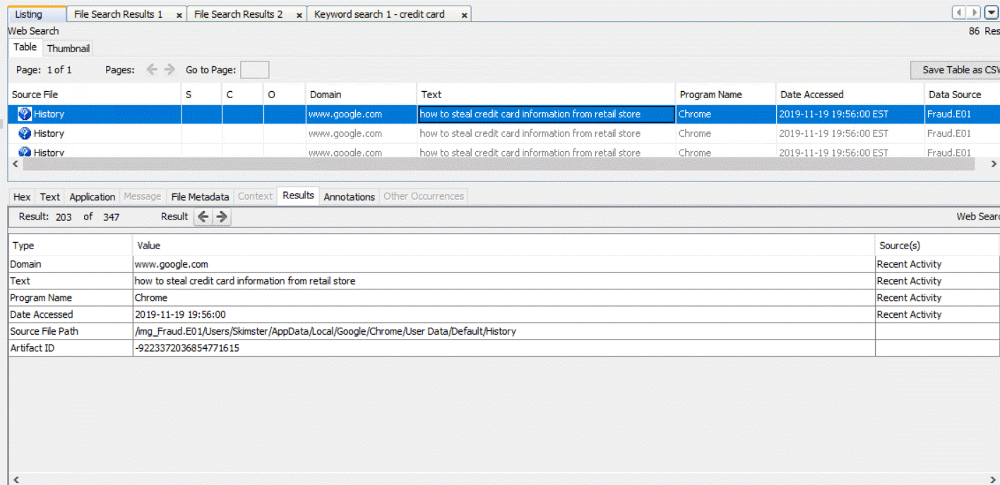 Listing File Search Results 1 x File Search Results 2 x Keyword search 1 - credit card x
Web Search 86 Res
Table Thumbnail
Page: 1 of 1 Pages: Go to Page: Save Table as CSV
Source File S C O Domain Text Program Name Date Accessed Data Source
History www.google.com how to steal credit card information from retail store Chrome 2019-11-19 19:56:00 EST Fraud.E01
History www.google.com how to steal credit card information from retail store Chrome 2019-11-19 19:56:00 EST Fraud.E01
History www.google.com how to steal credit card information from retail store Chrome 2019-11-19 19:56:00 EST Fraud.E01
Hex Text Application Message File Metadata Context Results Annotations Other Occurrences
Result: 203 of 347 Result Web Searc
Type Value Source(s)
Domain www.google.com Recent Activity
Text how to steal credit card information from retail store Recent Activity
Program Name Chrome Recent Activity
Date Accessed 2019-11-19 19:56:00 Recent Activity
Source File Path /img_Fraud.E01/Users/Skimster/AppData/Local/Google/Chrome/User Data/Default/History
Artifact ID -9223372036854771615